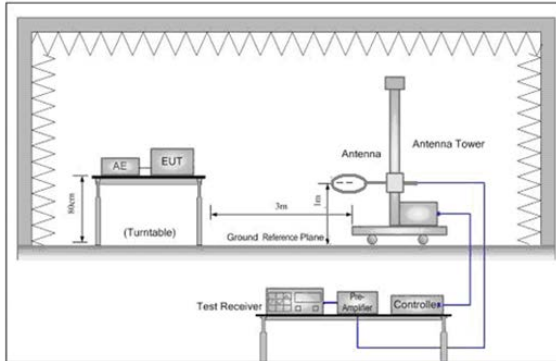 Antenna Tower
Antenna
EUT
AE
80cm
3m
1m
(Turntable)
Ground Reference Plane
Test Receiver
Pre-
Amplifier
Controller